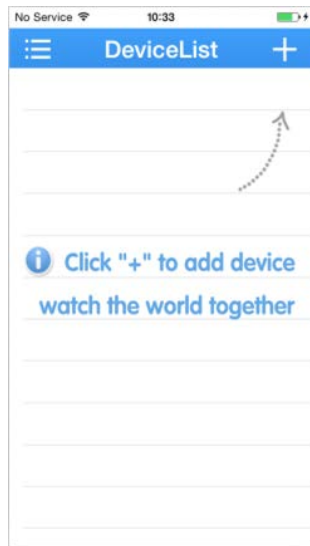 No Service 10:33
DeviceList
Click "+" to add device
watch the world together